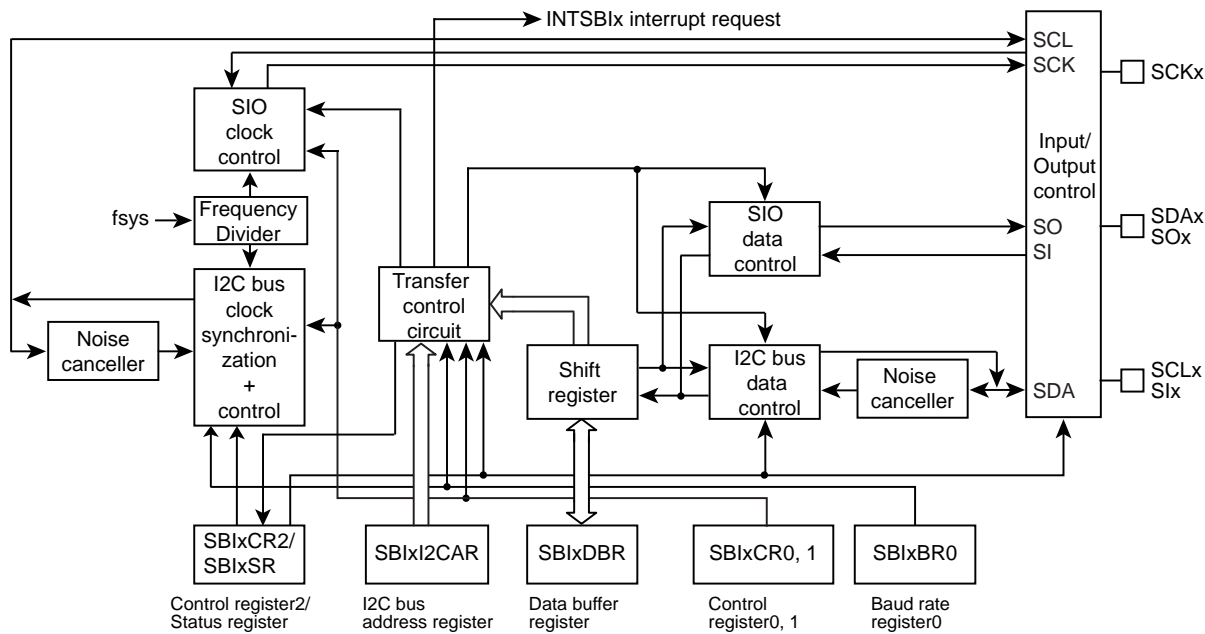 INTSBIx interrupt request
SCL
SCK
SCKx
SIO
clock
control
Input/
Output
control
fsys
Frequency
Divider
SIO
data
control
SO
SI
SDAx
SOx
I2C bus
clock
synchroni-
zation
+
control
Transfer
control
circuit
Noise
canceller
Shift
register
I2C bus
data
control
Noise
canceller
SDA
SCLx
SIx
SBIxCR2/
SBIxSR
SBIxI2CAR
SBIxDBR
SBIxCR0, 1
SBIxBR0
Control register2/
Status register
I2C bus
address register
Data buffer
register
Control
register0, 1
Baud rate
register0